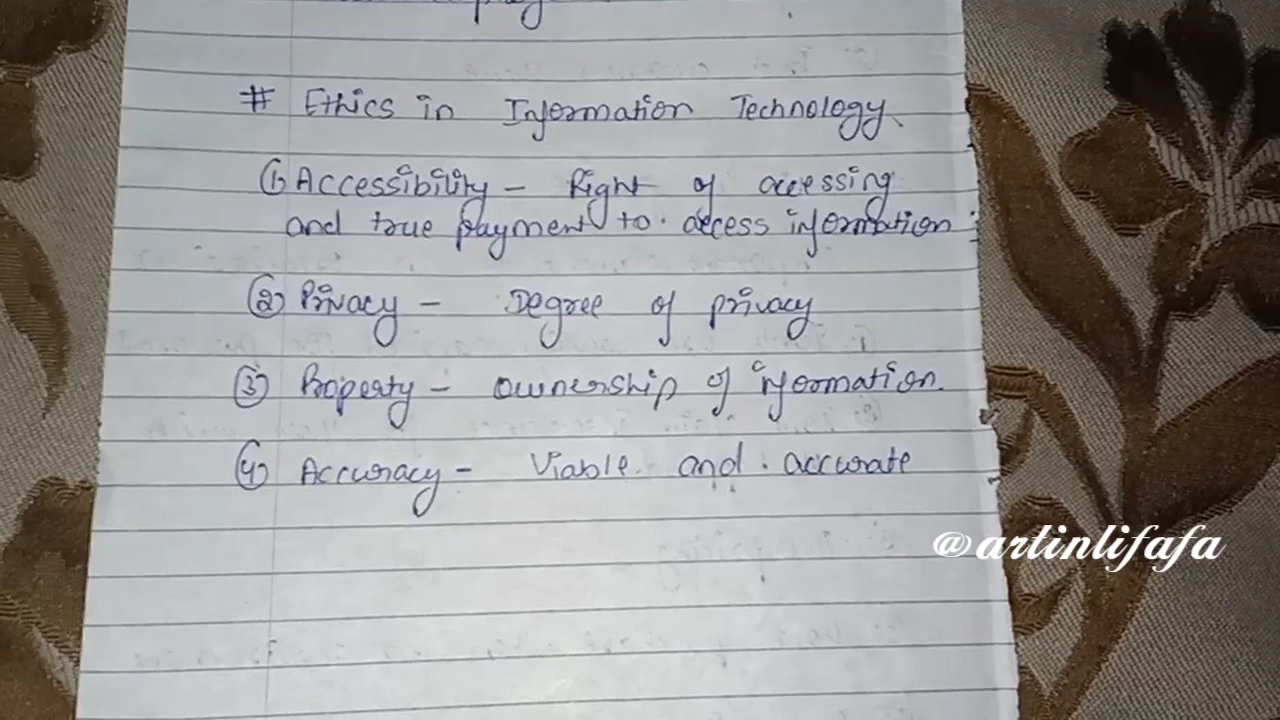 # Ethics in Information Technology
① Accessibility - Right of accessing
and true payment to access information
② Privacy - Degree of privacy
③ Property - ownership of information.
④ Accuracy - Viable and accurate
@artinlifafa